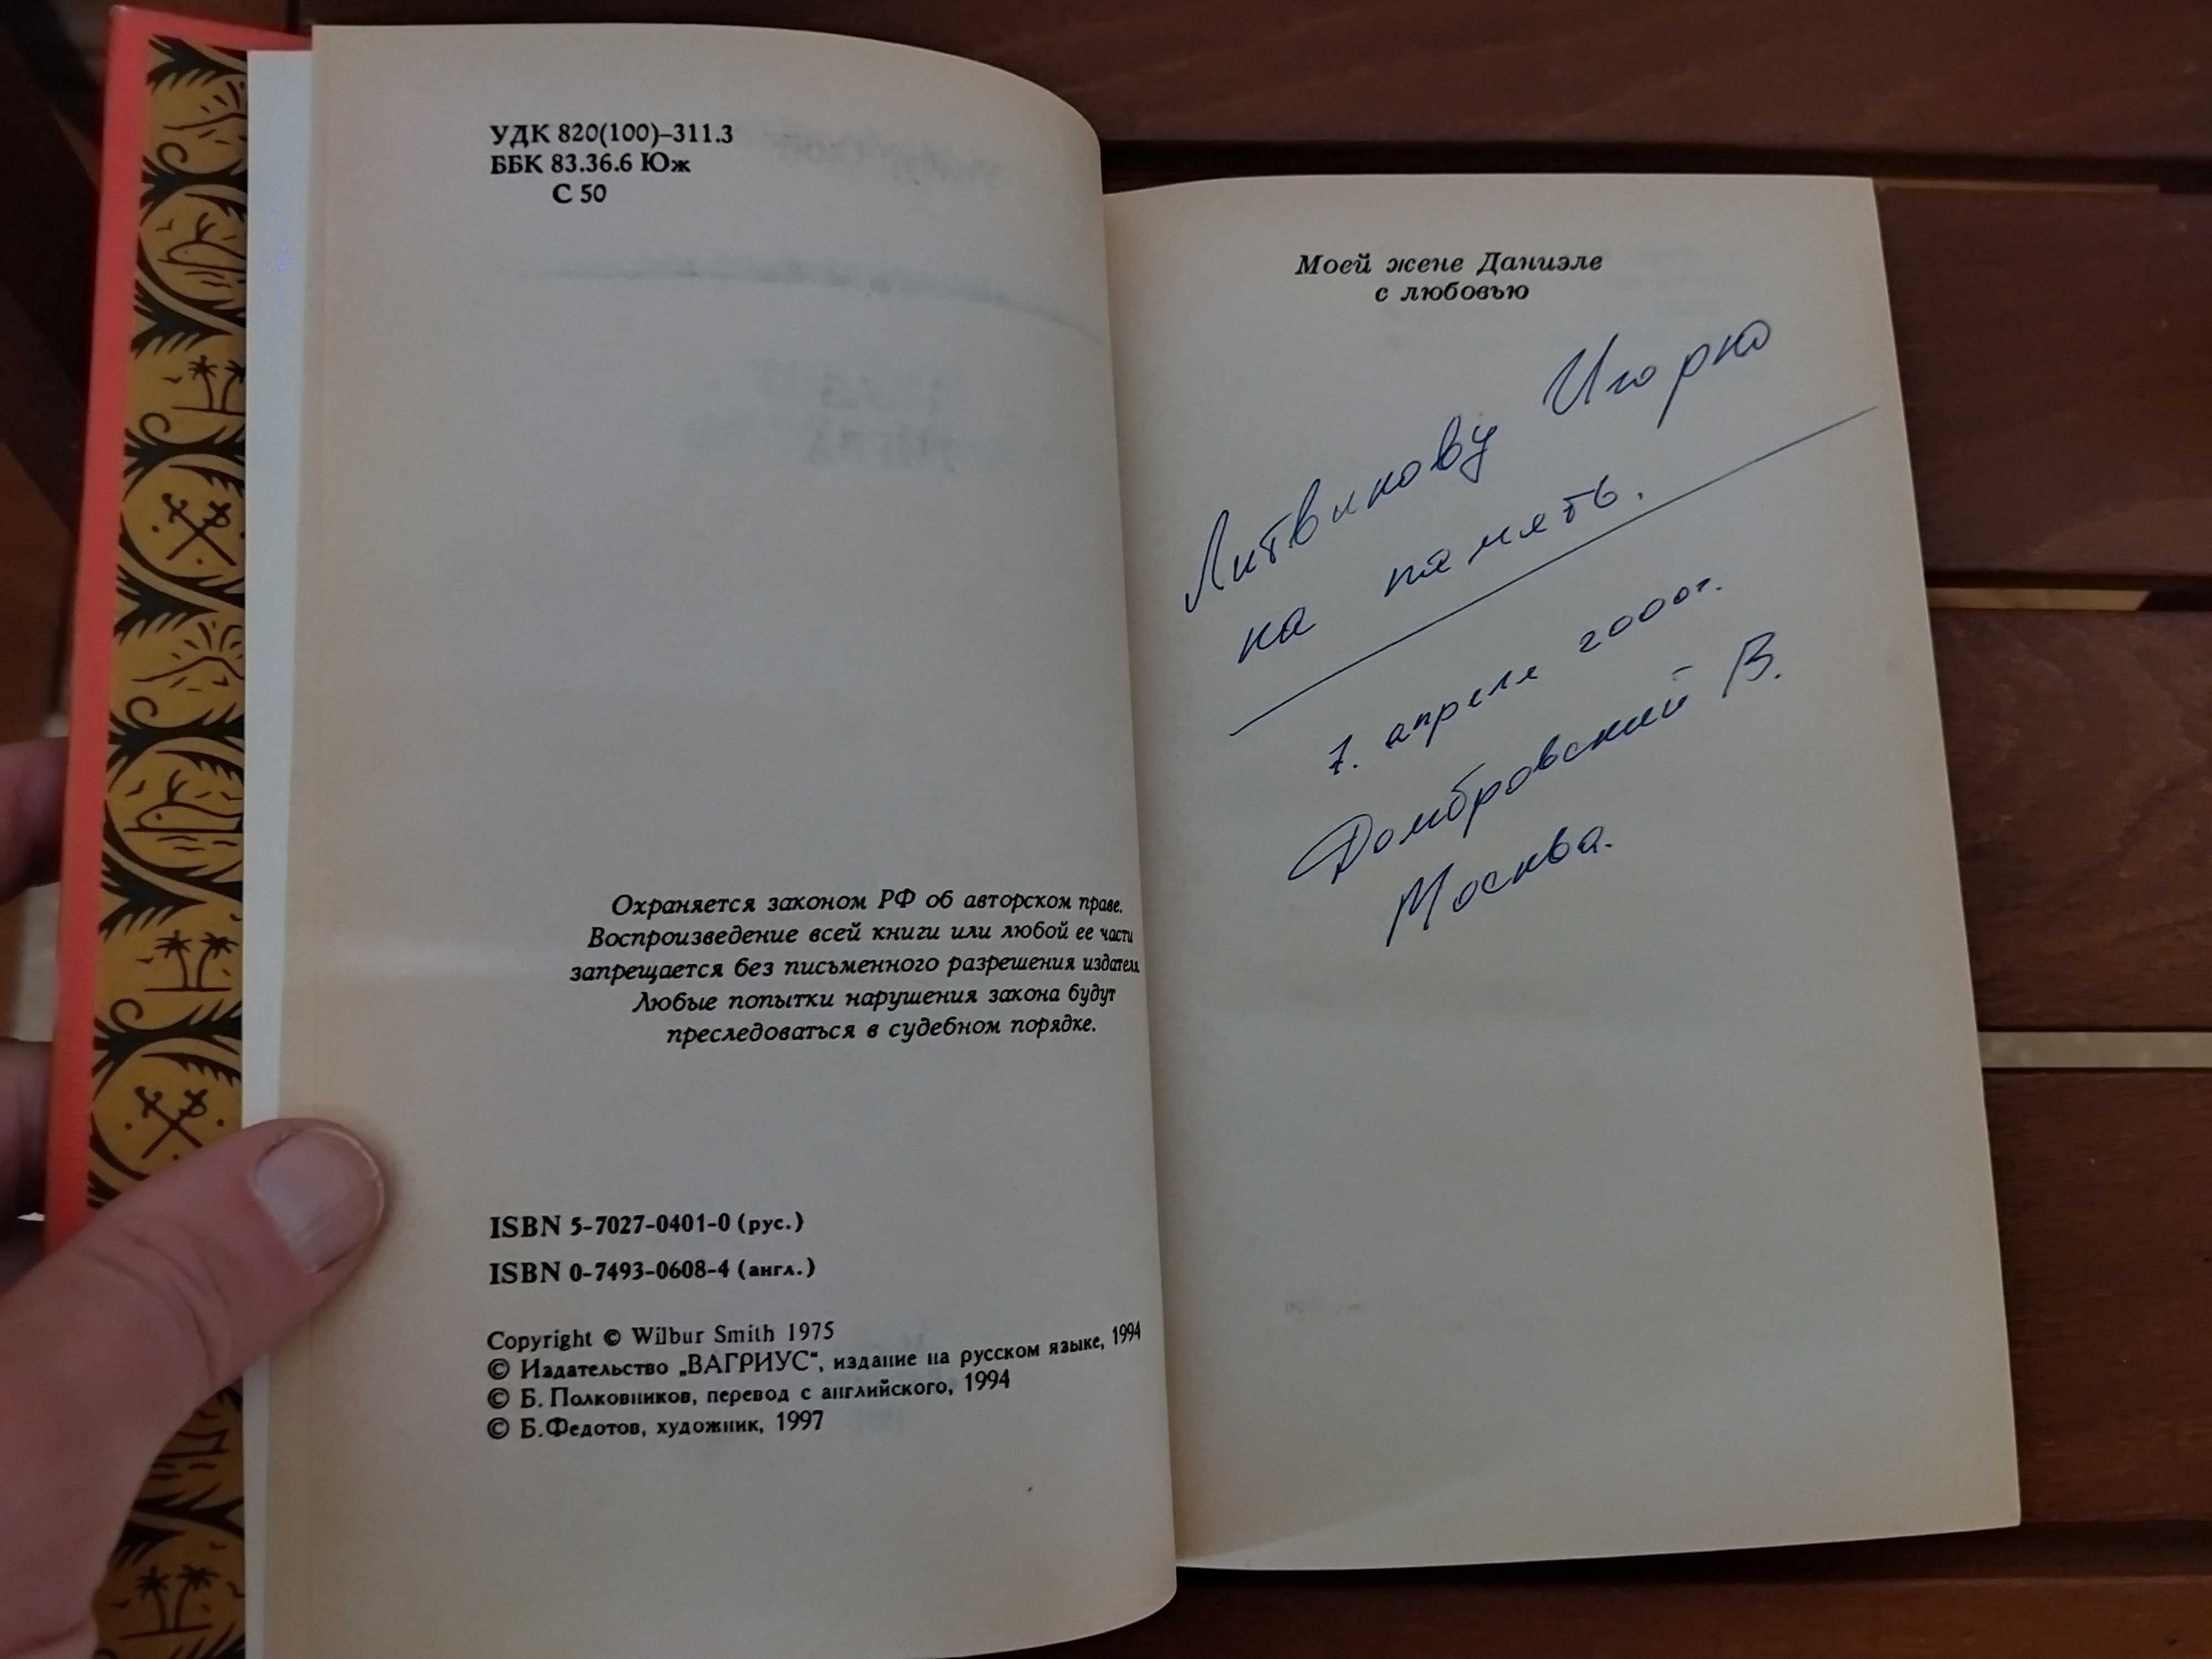 УДК 820(100)–311.3
ББК 83.36.6 Юж
С 50
Охраняется законом РФ об авторском праве.
Воспроизведение всей книги или любой ее части
запрещается без письменного разрешения издателя.
Любые попытки нарушения закона будут
преследоваться в судебном порядке.
ISBN 5-7027-0401-0 (рус.)
ISBN 0-7493-0608-4 (англ.)
Copyright © Wilbur Smith 1975
© Издательство „ВАГРИУС“, издание на русском языке, 1994
© Б. Полковников, перевод с английского, 1994
© Б.Федотов, художник, 1997
Моей жене Даниэле
с любовью
Литвинову Игорю
на память.
7. апреля 2000г.
Домбровский В.
Москва.